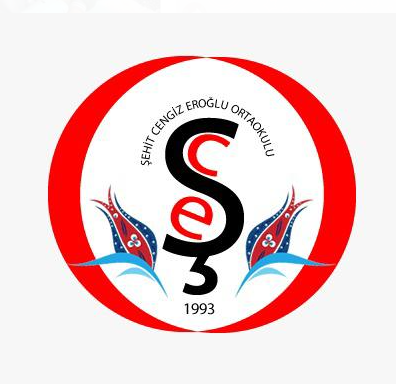 ŞEHİT CENGİZ EROĞLU ORTAOKULU
Ş
c
e
1993